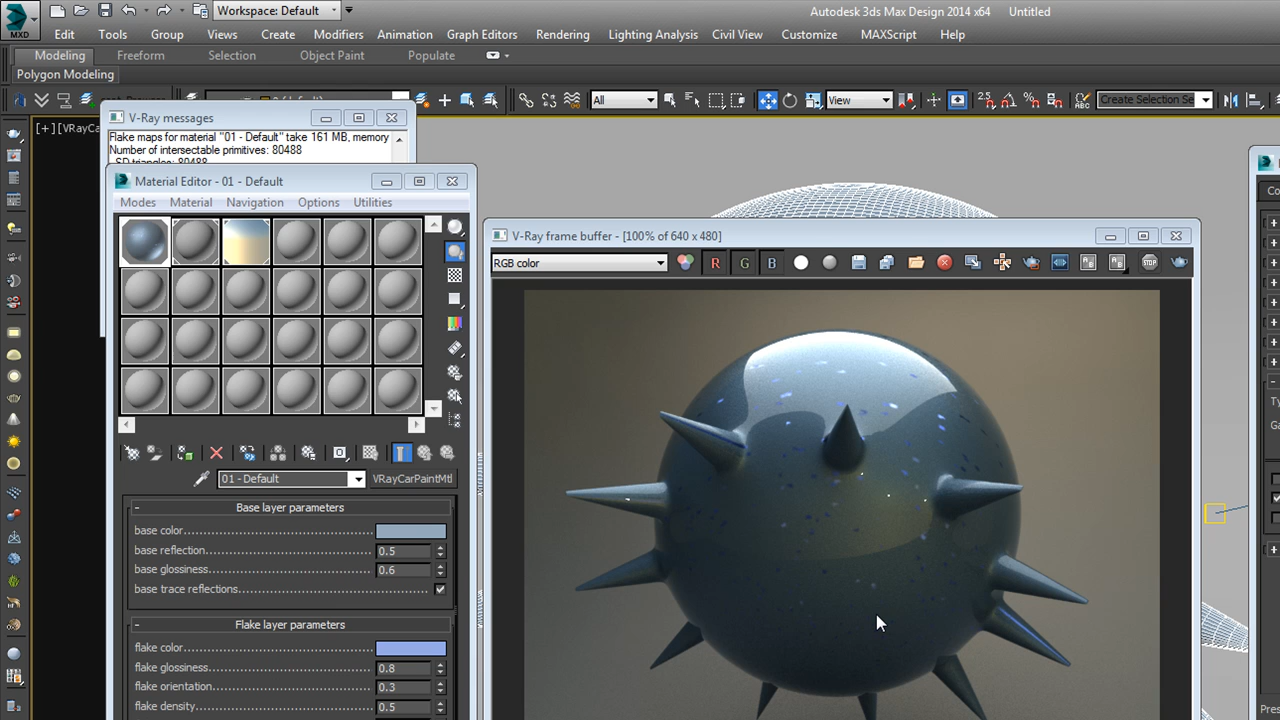 Workspace: Default
Autodesk 3ds Max Design 2014 x64 Untitled
MXD
Edit Tools Group Views Create Modifiers Animation Graph Editors Rendering Lighting Analysis Civil View Customize MAXScript Help
Modeling Freeform Selection Object Paint Populate
Polygon Modeling
All
View
Create Selection Se
V-Ray messages
Flake maps for material "01 - Default" take 161 MB, memory
Number of intersectable primitives: 80488
SD triangles: 80488
Material Editor - 01 - Default
Modes Material Navigation Options Utilities
V-Ray frame buffer - [100% of 640 x 480]
RGB color
R G B
01 - Default
VRayCarPaintMtl
Base layer parameters
base color
base reflection 0.5
base glossiness 0.6
base trace reflections
Flake layer parameters
flake color
flake glossiness 0.8
flake orientation 0.3
flake density 0.5